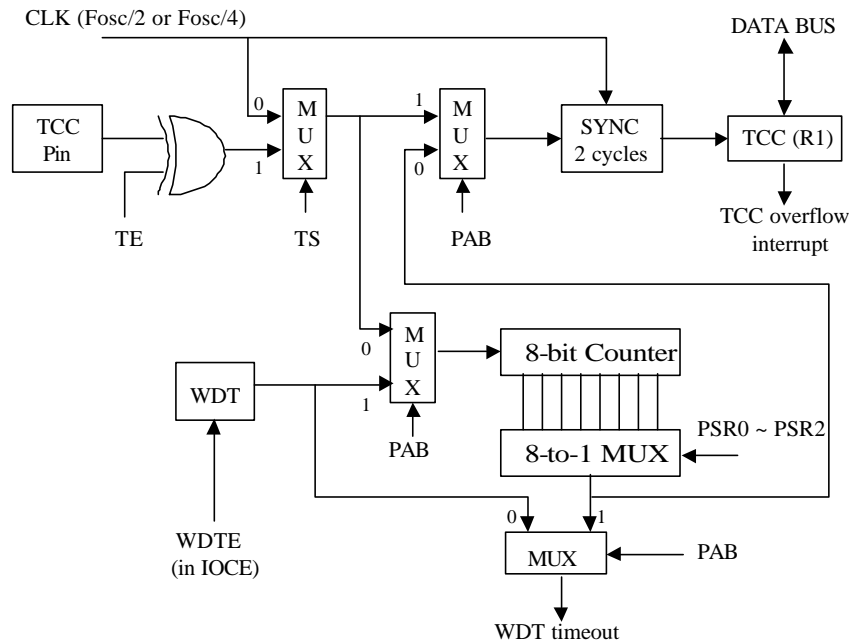 CLK (Fosc/2 or Fosc/4)
DATA BUS
TCC
Pin
0
1
M
U
X
1
0
M
U
X
SYNC
2 cycles
TCC (R1)
TE
TS
PAB
TCC overflow
interrupt
0
1
M
U
X
8-bit Counter
WDT
PAB
PSR0 ~ PSR2
8-to-1 MUX
0
1
WDTE
(in IOCE)
MUX
PAB
WDT timeout